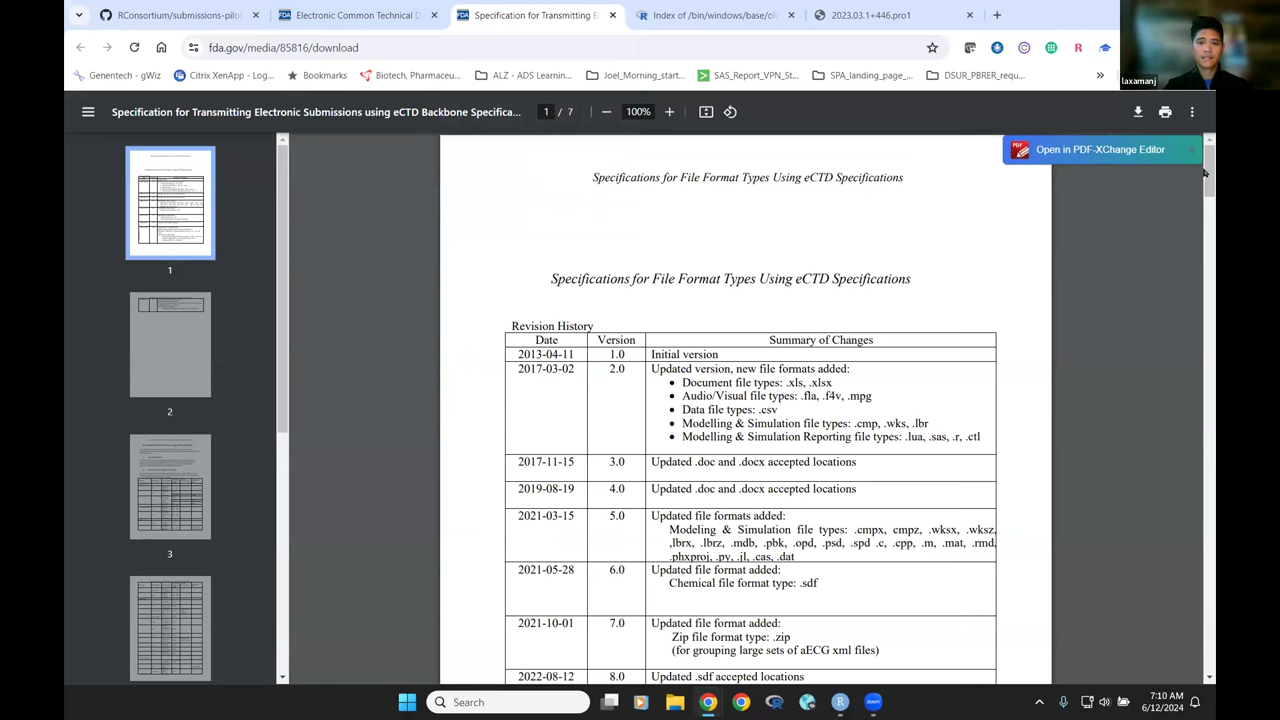 RConsortium/submissions-pilot
Electronic Common Technical D
Specification for Transmitting E
Index of /bin/windows/base/ol
2023.03.1+446.pro1
fda.gov/media/85816/download
Genentech - gWiz
Citrix XenApp - Log...
Bookmarks
Biotech, Pharmaceu...
ALZ - ADS Learning...
Joel_Morning_start...
SAS_Report_VPN_St...
SPA_landing_page_...
DSUR_PBRER_requ...
laxamanj
Specification for Transmitting Electronic Submissions using eCTD Backbone Specifica...
1 / 7
100%
Open in PDF-XChange Editor
Specifications for File Format Types Using eCTD Specifications
Specifications for File Format Types Using eCTD Specifications
Revision History
Date Version Summary of Changes
2013-04-11 1.0 Initial version
2017-03-02 2.0 Updated version, new file formats added:
• Document file types: .xls, .xlsx
• Audio/Visual file types: .fla, .f4v, .mpg
• Data file types: .csv
• Modelling & Simulation file types: .cmp, .wks, .lbr
• Modelling & Simulation Reporting file types: .lua, .sas, .r, .ctl
2017-11-15 3.0 Updated .doc and .docx accepted locations
2019-08-19 4.0 Updated .doc and .docx accepted locations
2021-03-15 5.0 Updated file formats added:
Modeling & Simulation file types: .cmpx, cmpz, .wksx, .wksz,
.lbrx, .lbrz, .mdb, .pbk, .opd, .psd, .spd .c, .cpp, .m, .mat, .rmd,
.phxproj, .py, .jl, .cas, .dat
2021-05-28 6.0 Updated file format added:
Chemical file format type: .sdf
2021-10-01 7.0 Updated file format added:
Zip file format type: .zip
(for grouping large sets of aECG xml files)
2022-08-12 8.0 Updated .sdf accepted locations
1
2
3
Search
7:10 AM
6/12/2024